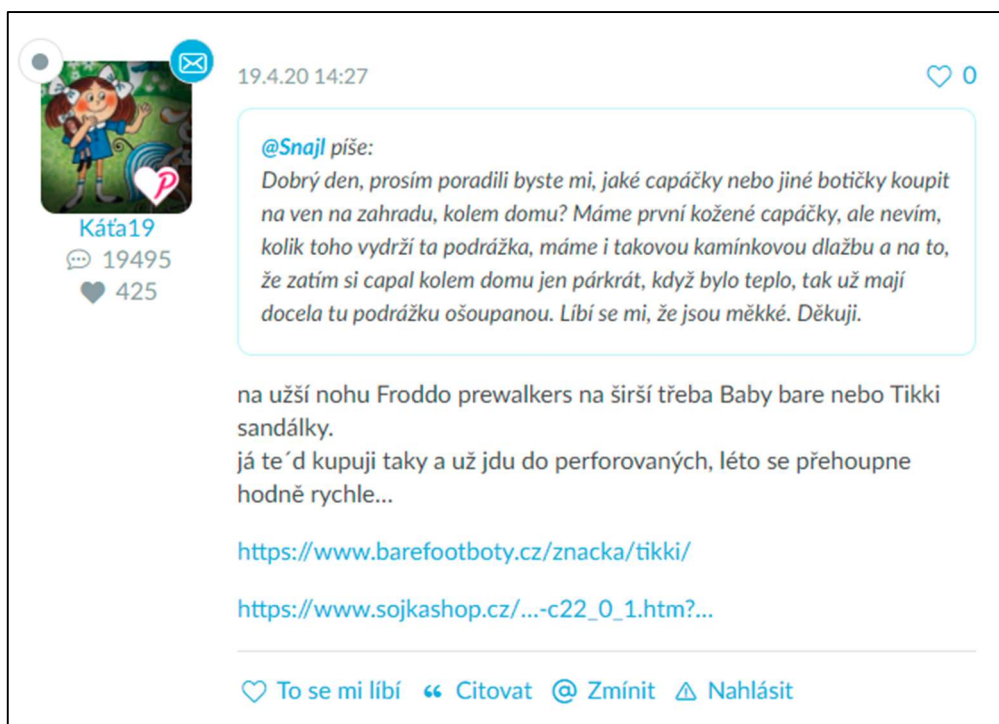 19.4.20 14:27
0
@Snajl píše:
Dobrý den, prosím poradili byste mi, jaké capáčky nebo jiné botičky koupit
na ven na zahradu, kolem domu? Máme první kožené capáčky, ale nevím,
kolik toho vydrží ta podrážka, máme i takovou kamínkovou dlažbu a na to,
že zatím si capal kolem domu jen párkrát, když bylo teplo, tak už mají
docela tu podrážku ošoupanou. Líbí se mi, že jsou měkké. Děkuji.
Káťa19
19495
425
na užší nohu Froddo prewalkers na širší třeba Baby bare nebo Tikki
sandálky.
já te´d kupuji taky a už jdu do perforovaných, léto se přehoupne
hodně rychle...
https://www.barefootboty.cz/znacka/tikki/
https://www.sojkashop.cz/...-c22_0_1.htm?...
To se mi líbí “ Citovat @ Zmínit Nahlásit